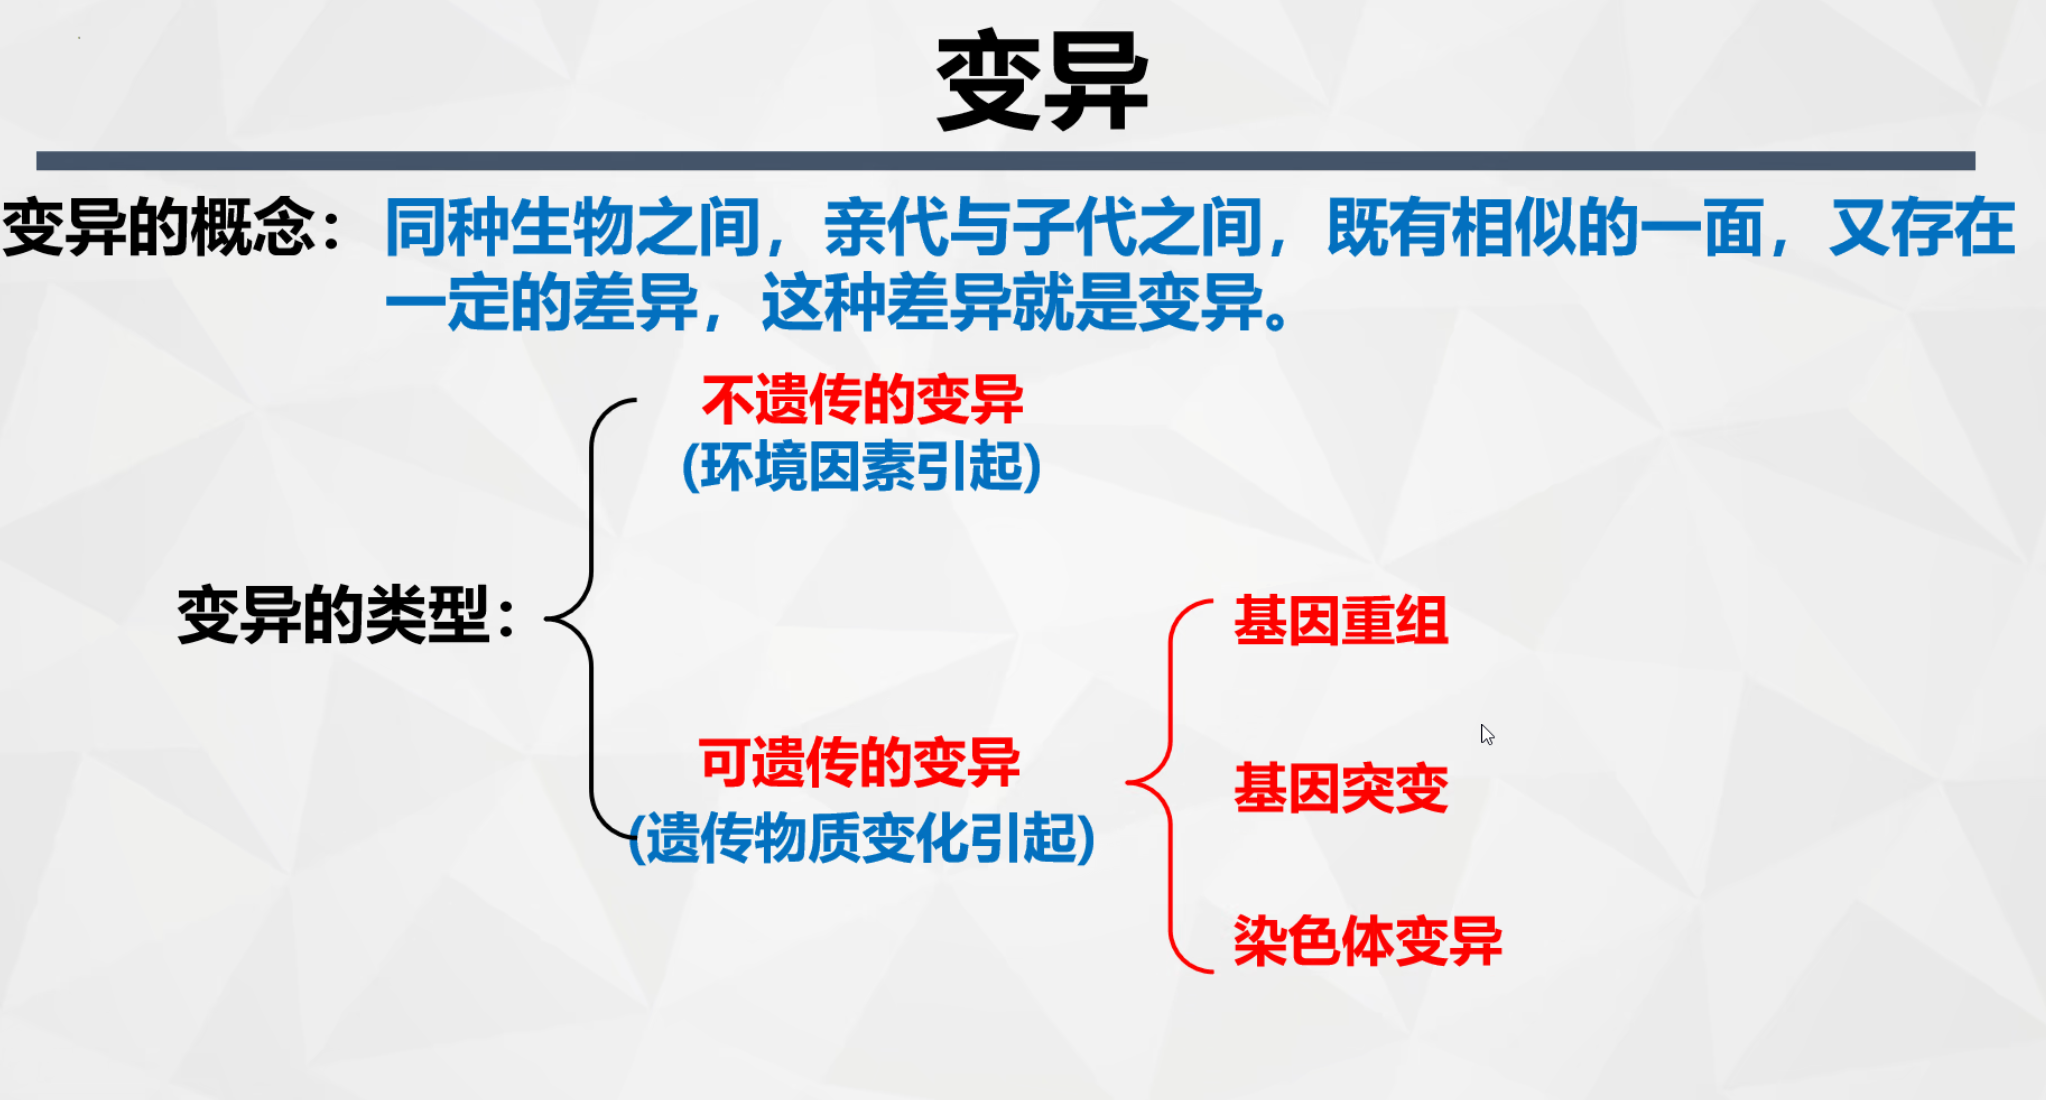 变异
变异的概念：同种生物之间，亲代与子代之间，既有相似的一面，又存在
一定的差异，这种差异就是变异。
不遗传的变异
(环境因素引起)
变异的类型：
基因重组
可遗传的变异
基因突变
(遗传物质变化引起)
染色体变异